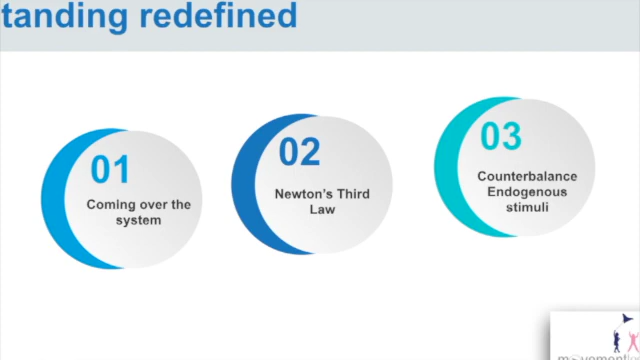 tanding redefined
01
Coming over the
system
02
Newton's Third
Law
03
Counterbalance
Endogenous
stimuli